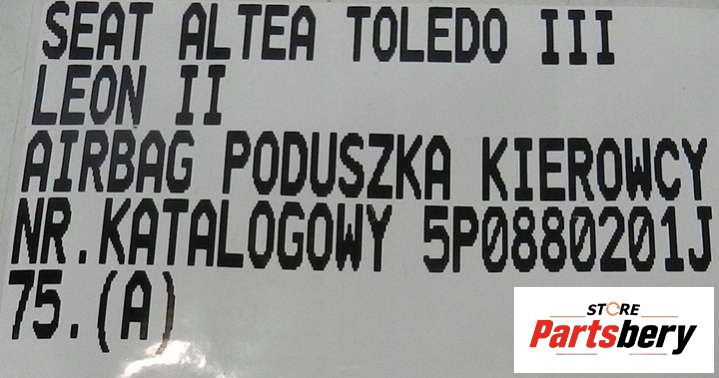 SEAT ALTEA TOLEDO III
LEON II
AIRBAG PODUSZKA KIEROWCY
NR.KATALOGOWY 5P0880201J
75.(A)
STORE
Partsbery